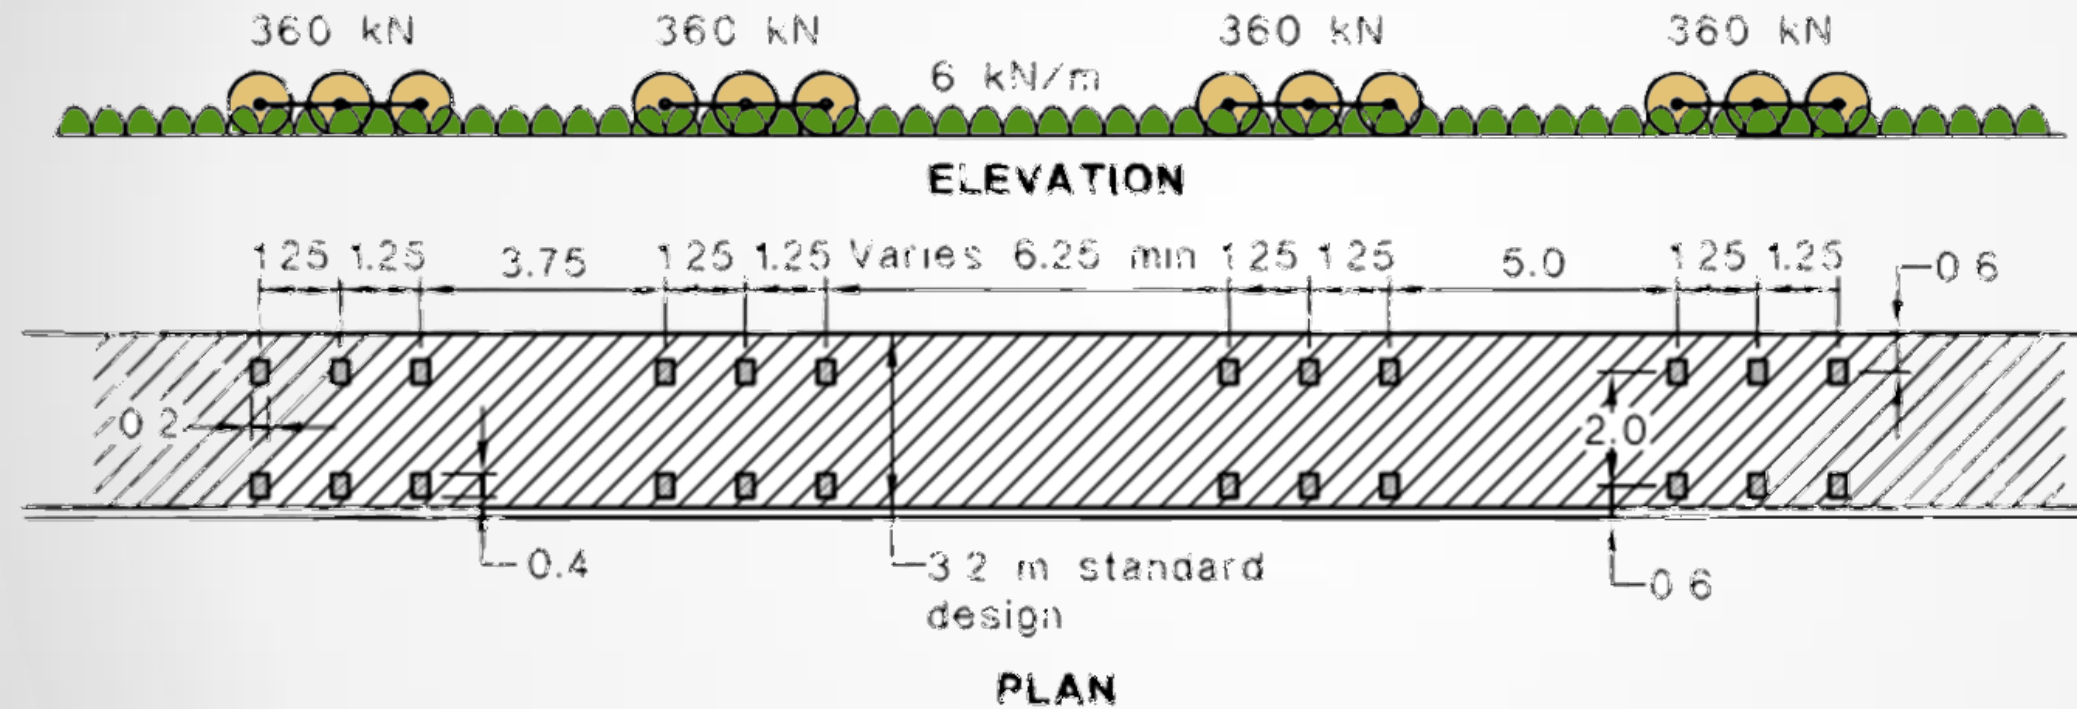 360 kN 360 kN 360 kN 360 kN
6 kN/m
ELEVATION
1.25 1.25 3.75 1.25 1.25 Varies 6.25 min 1.25 1.25 5.0 1.25 1.25 0.6
0.2 2.0
0.4 3.2 m standard 0.6
design
PLAN